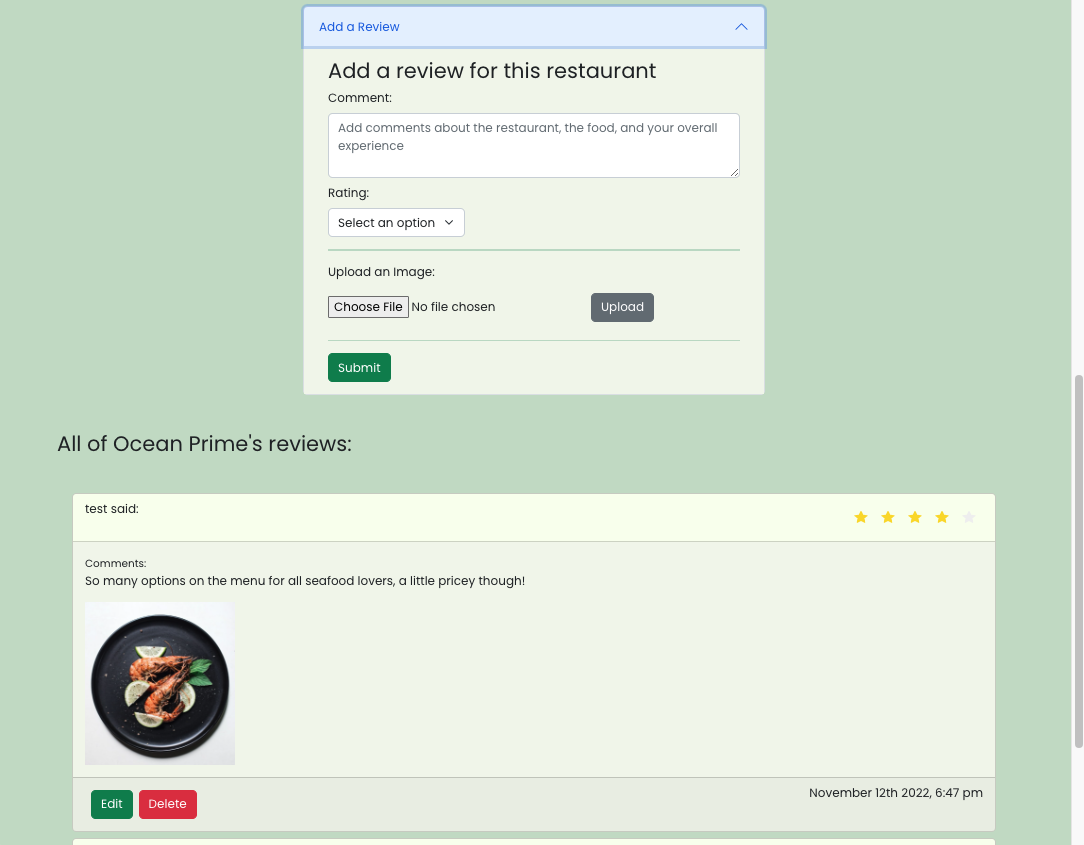 Add a Review
Add a review for this restaurant
Comment:
Add comments about the restaurant, the food, and your overall
experience
Rating:
Select an option
Upload an Image:
Choose File No file chosen
Upload
Submit
All of Ocean Prime's reviews:
test said:
Comments:
So many options on the menu for all seafood lovers, a little pricey though!
Edit
Delete
November 12th 2022, 6:47 pm